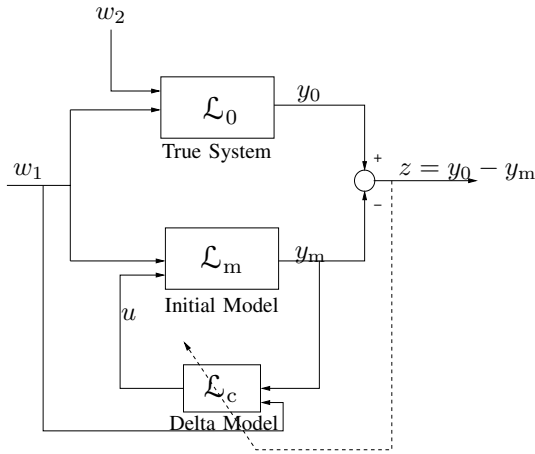 w₂
𝔏₀
y₀
True System
+
w₁
z = y₀ − yₘ
−
𝔏ₘ
yₘ
Initial Model
u
𝔏c
Delta Model